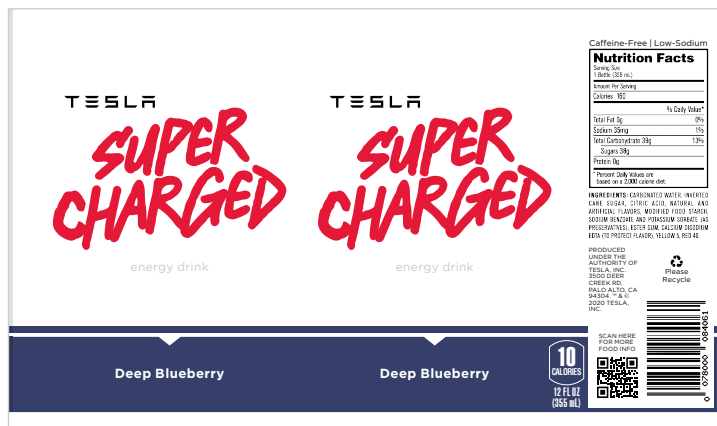 TESLA
SUPER
CHARGED
energy drink
Deep Blueberry
TESLA
SUPER
CHARGED
energy drink
Deep Blueberry
10
CALORIES
12 FL OZ
(355 mL)
Caffeine-Free | Low-Sodium
Nutrition Facts
Serving Size
1 Bottle (355 mL)
Amount Per Serving
Calories 160
% Daily Value*
Total Fat 0g 0%
Sodium 35mg 1%
Total Carbohydrate 39g 13%
Sugars 38g
Protein 0g
* Percent Daily Values are
based on a 2,000 calorie diet.
INGREDIENTS: CARBONATED WATER, INVERTED
CANE SUGAR, CITRIC ACID, NATURAL AND
ARTIFICIAL FLAVORS, MODIFIED FOOD STARCH,
SODIUM BENZOATE AND POTASSIUM SORBATE (AS
PRESERVATIVES), ESTER GUM, CALCIUM DISODIUM
EDTA (TO PROTECT FLAVOR), YELLOW 5, RED 40.
PRODUCED
UNDER THE
AUTHORITY OF
TESLA, INC.
3500 DEER
CREEK RD,
PALO ALTO, CA
94304. ™ & ©
2020 TESLA,
INC.
Please
Recycle
SCAN HERE
FOR MORE
FOOD INFO
0 078000 084061